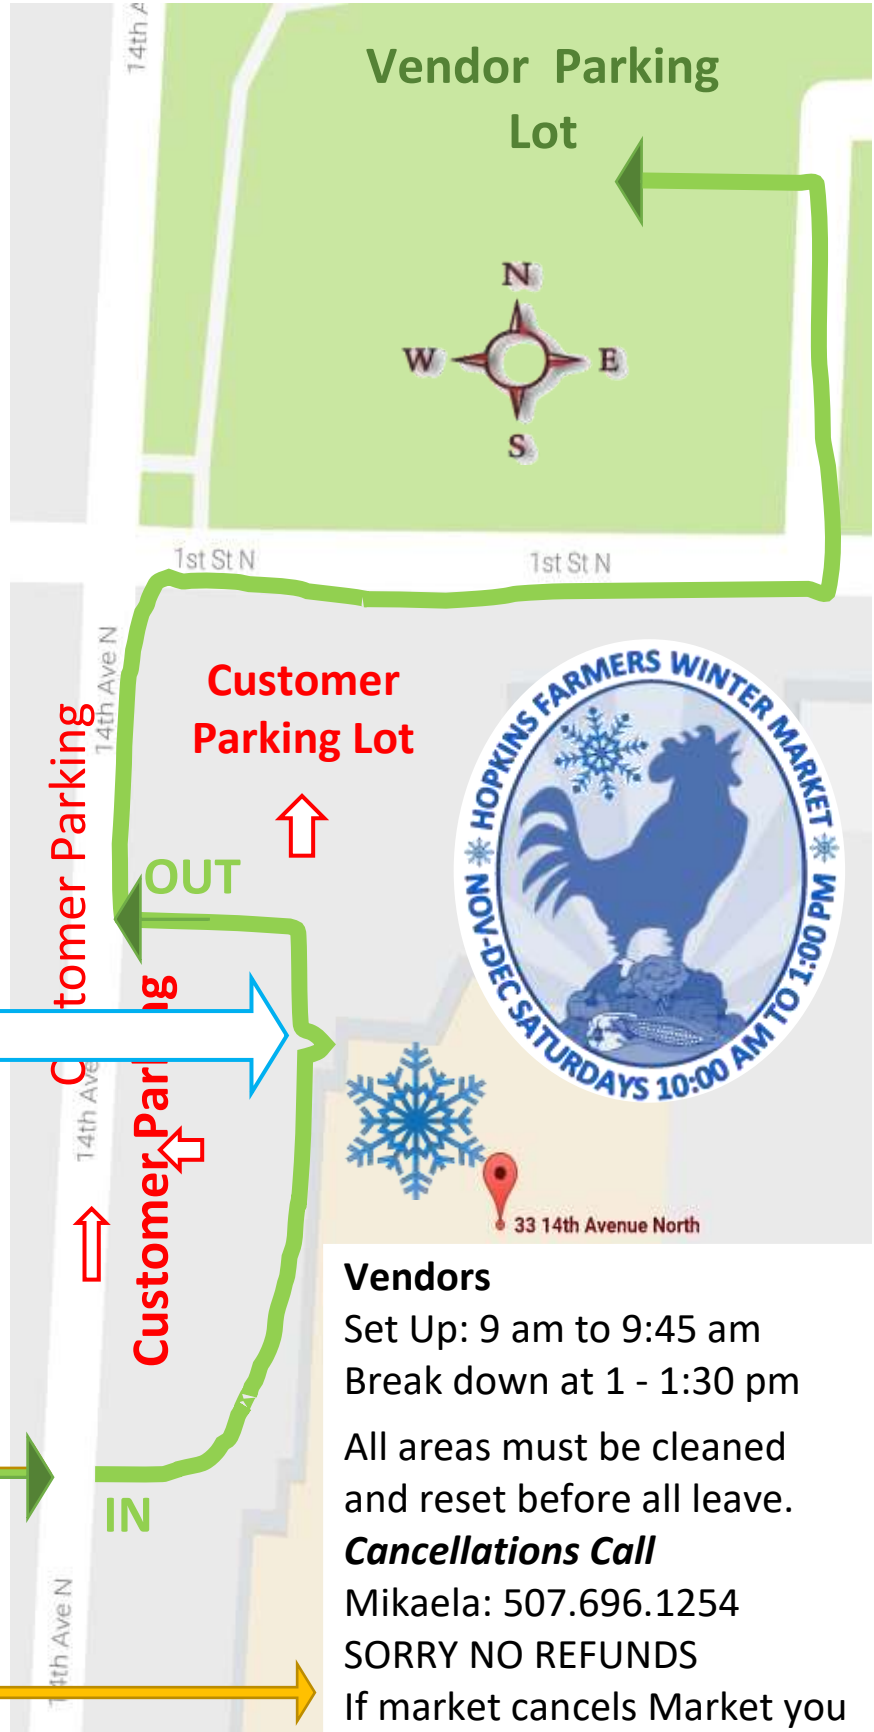 14th A
Vendor Parking
Lot
N
W
E
S
1st St N
1st St N
14th Ave N
Customer
Parking Lot
Customer Parking
HOPKINS FARMERS WINTER MARKET
NOV-DEC SATURDAYS 10:00 AM TO 1:00 PM
OUT
14th Ave
Customer Parking
33 14th Avenue North
IN
14th Ave N
Vendors
Set Up: 9 am to 9:45 am
Break down at 1 - 1:30 pm
All areas must be cleaned
and reset before all leave.
Cancellations Call
Mikaela: 507.696.1254
SORRY NO REFUNDS
If market cancels Market you